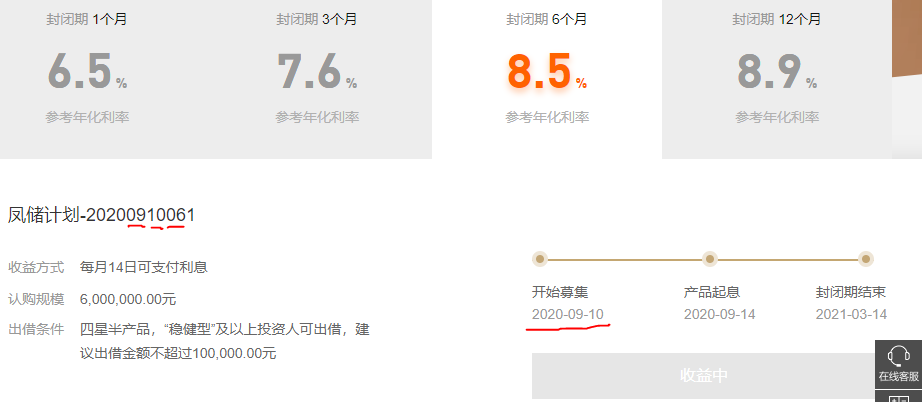 封闭期 1个月 封闭期 3个月 封闭期 6个月 封闭期 12个月
6.5% 7.6% 8.5% 8.9%
参考年化利率 参考年化利率 参考年化利率 参考年化利率
凤储计划-20200910061
收益方式 每月14日可支付利息
认购规模 6,000,000.00元
出借条件 四星半产品，“稳健型”及以上投资人可出借，建
议出借金额不超过100,000.00元
开始募集 产品起息 封闭期结束
2020-09-10 2020-09-14 2021-03-14
收益中
在线客服